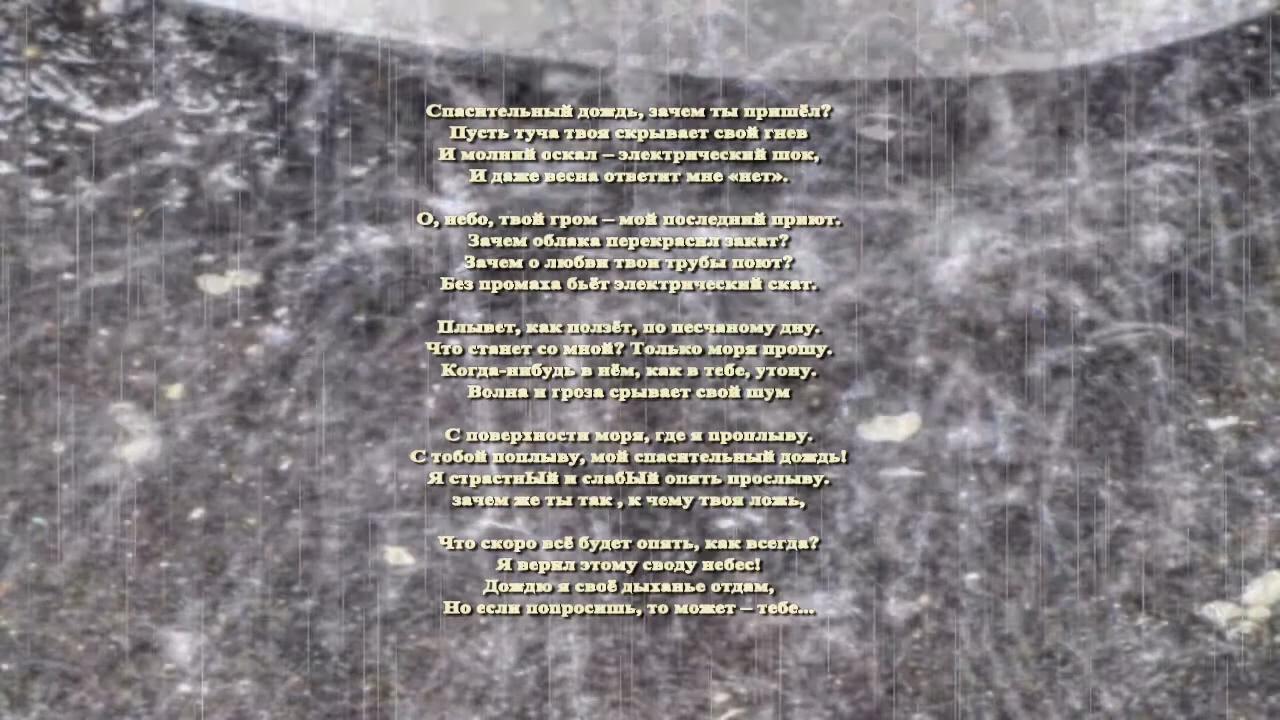 Спасительный дождь, зачем ты пришёл?
Пусть туча твоя скрывает свой гнев
И молний оскал – электрический шок,
И даже весна ответит мне «нет».
О, небо, твой гром – мой последний приют.
Зачем облака перекрасил закат?
Зачем о любви твои трубы поют?
Без промаха бьёт электрический скат.
Плывет, как ползёт, по песчаному дну.
Что станет со мной? Только моря прошу.
Когда-нибудь в нём, как в тебе, утону.
Волна и гроза срывает свой шум
С поверхности моря, где я проплыву.
С тобой поплыву, мой спасительный дождь!
Я страстнЫй и слабЫй опять прослыву.
зачем же ты так , к чему твоя ложь,
Что скоро всё будет опять, как всегда?
Я верил этому своду небес!
Дождю я своё дыханье отдам,
Но если попросишь, то может – тебе...